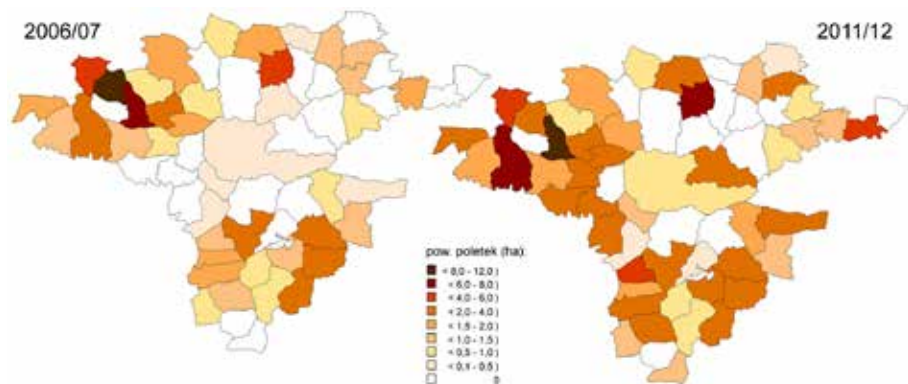 2006/07
2011/12
pow. poletek (ha):
< 8,0 - 12,0 )
< 6,0 - 8,0 )
< 4,0 - 6,0 )
< 2,0 - 4,0 )
< 1,5 - 2,0 )
< 1,0 - 1,5 )
< 0,5 - 1,0 )
< 0,1 - 0,5 )
0